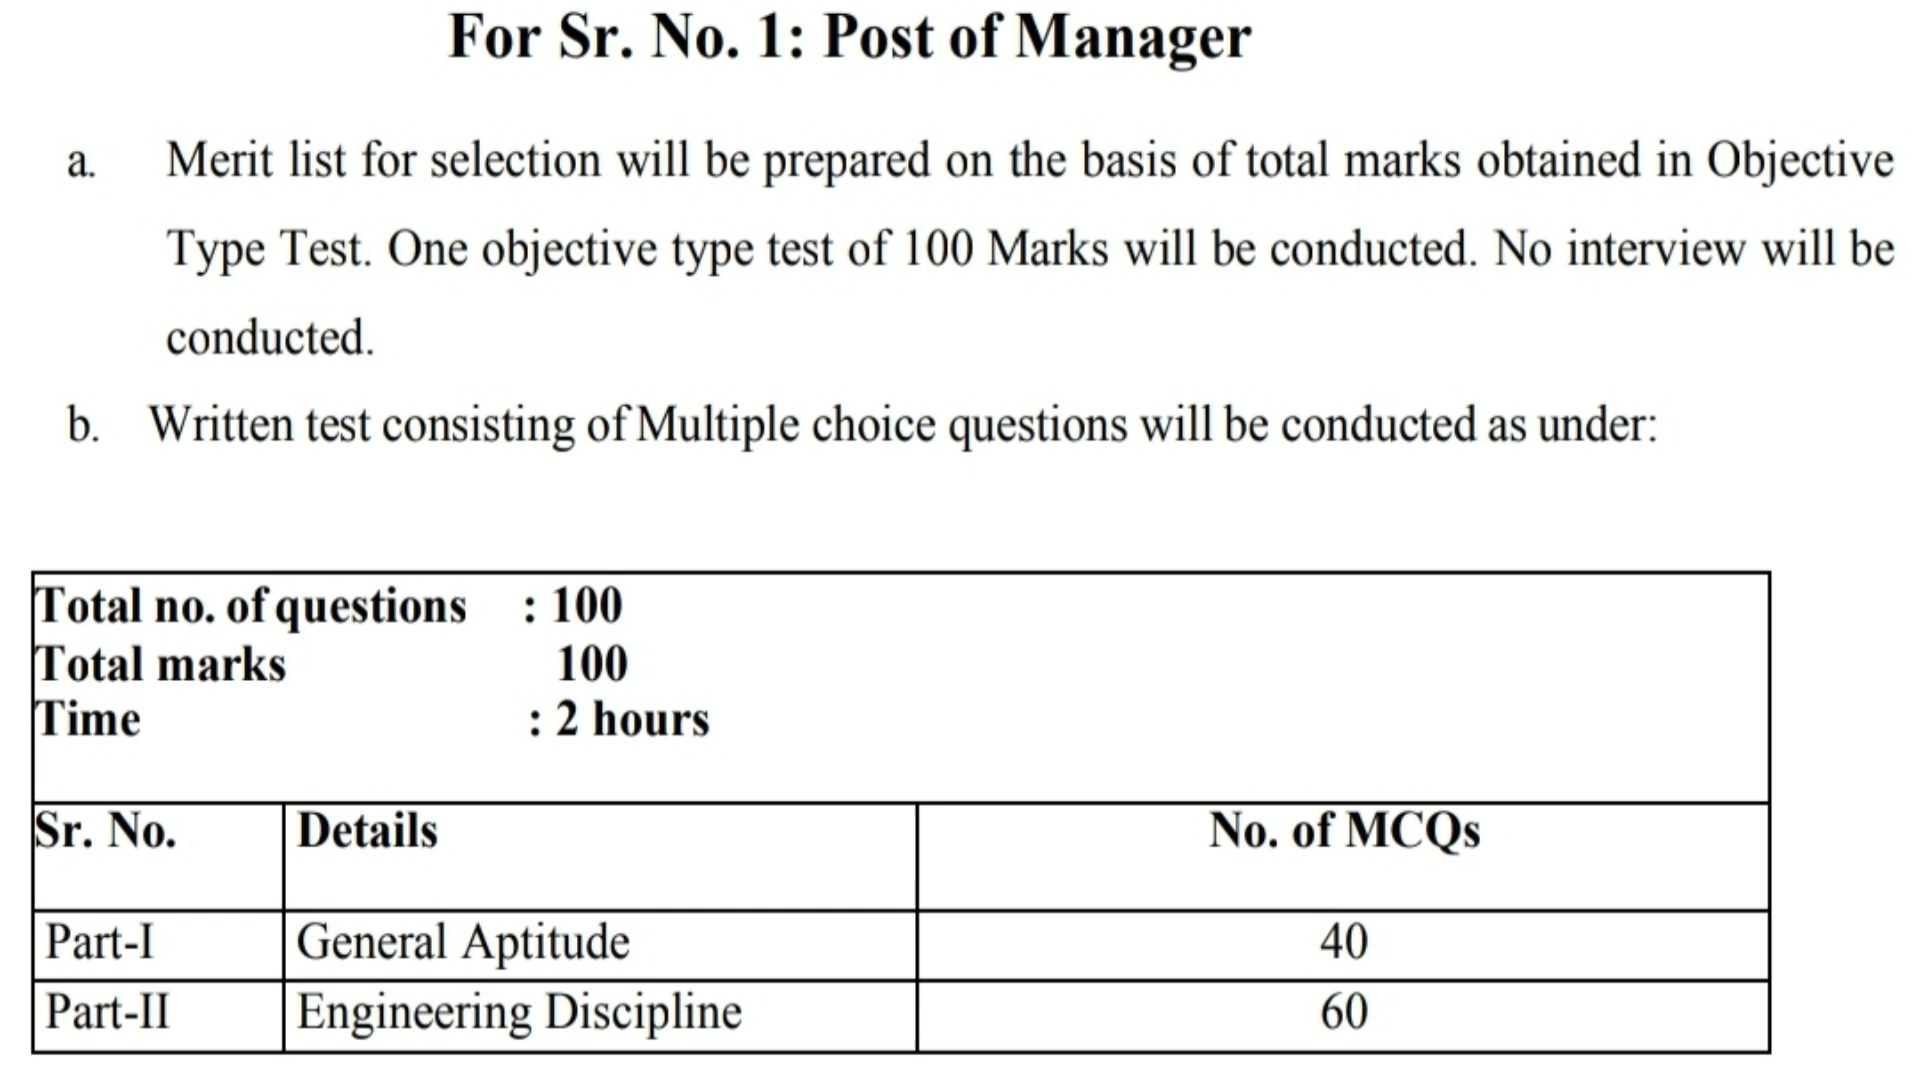 For Sr. No. 1: Post of Manager
a. Merit list for selection will be prepared on the basis of total marks obtained in Objective
Type Test. One objective type test of 100 Marks will be conducted. No interview will be
conducted.
b. Written test consisting of Multiple choice questions will be conducted as under:
Total no. of questions : 100
Total marks 100
Time : 2 hours
Sr. No. Details No. of MCQs
Part-I General Aptitude 40
Part-II Engineering Discipline 60